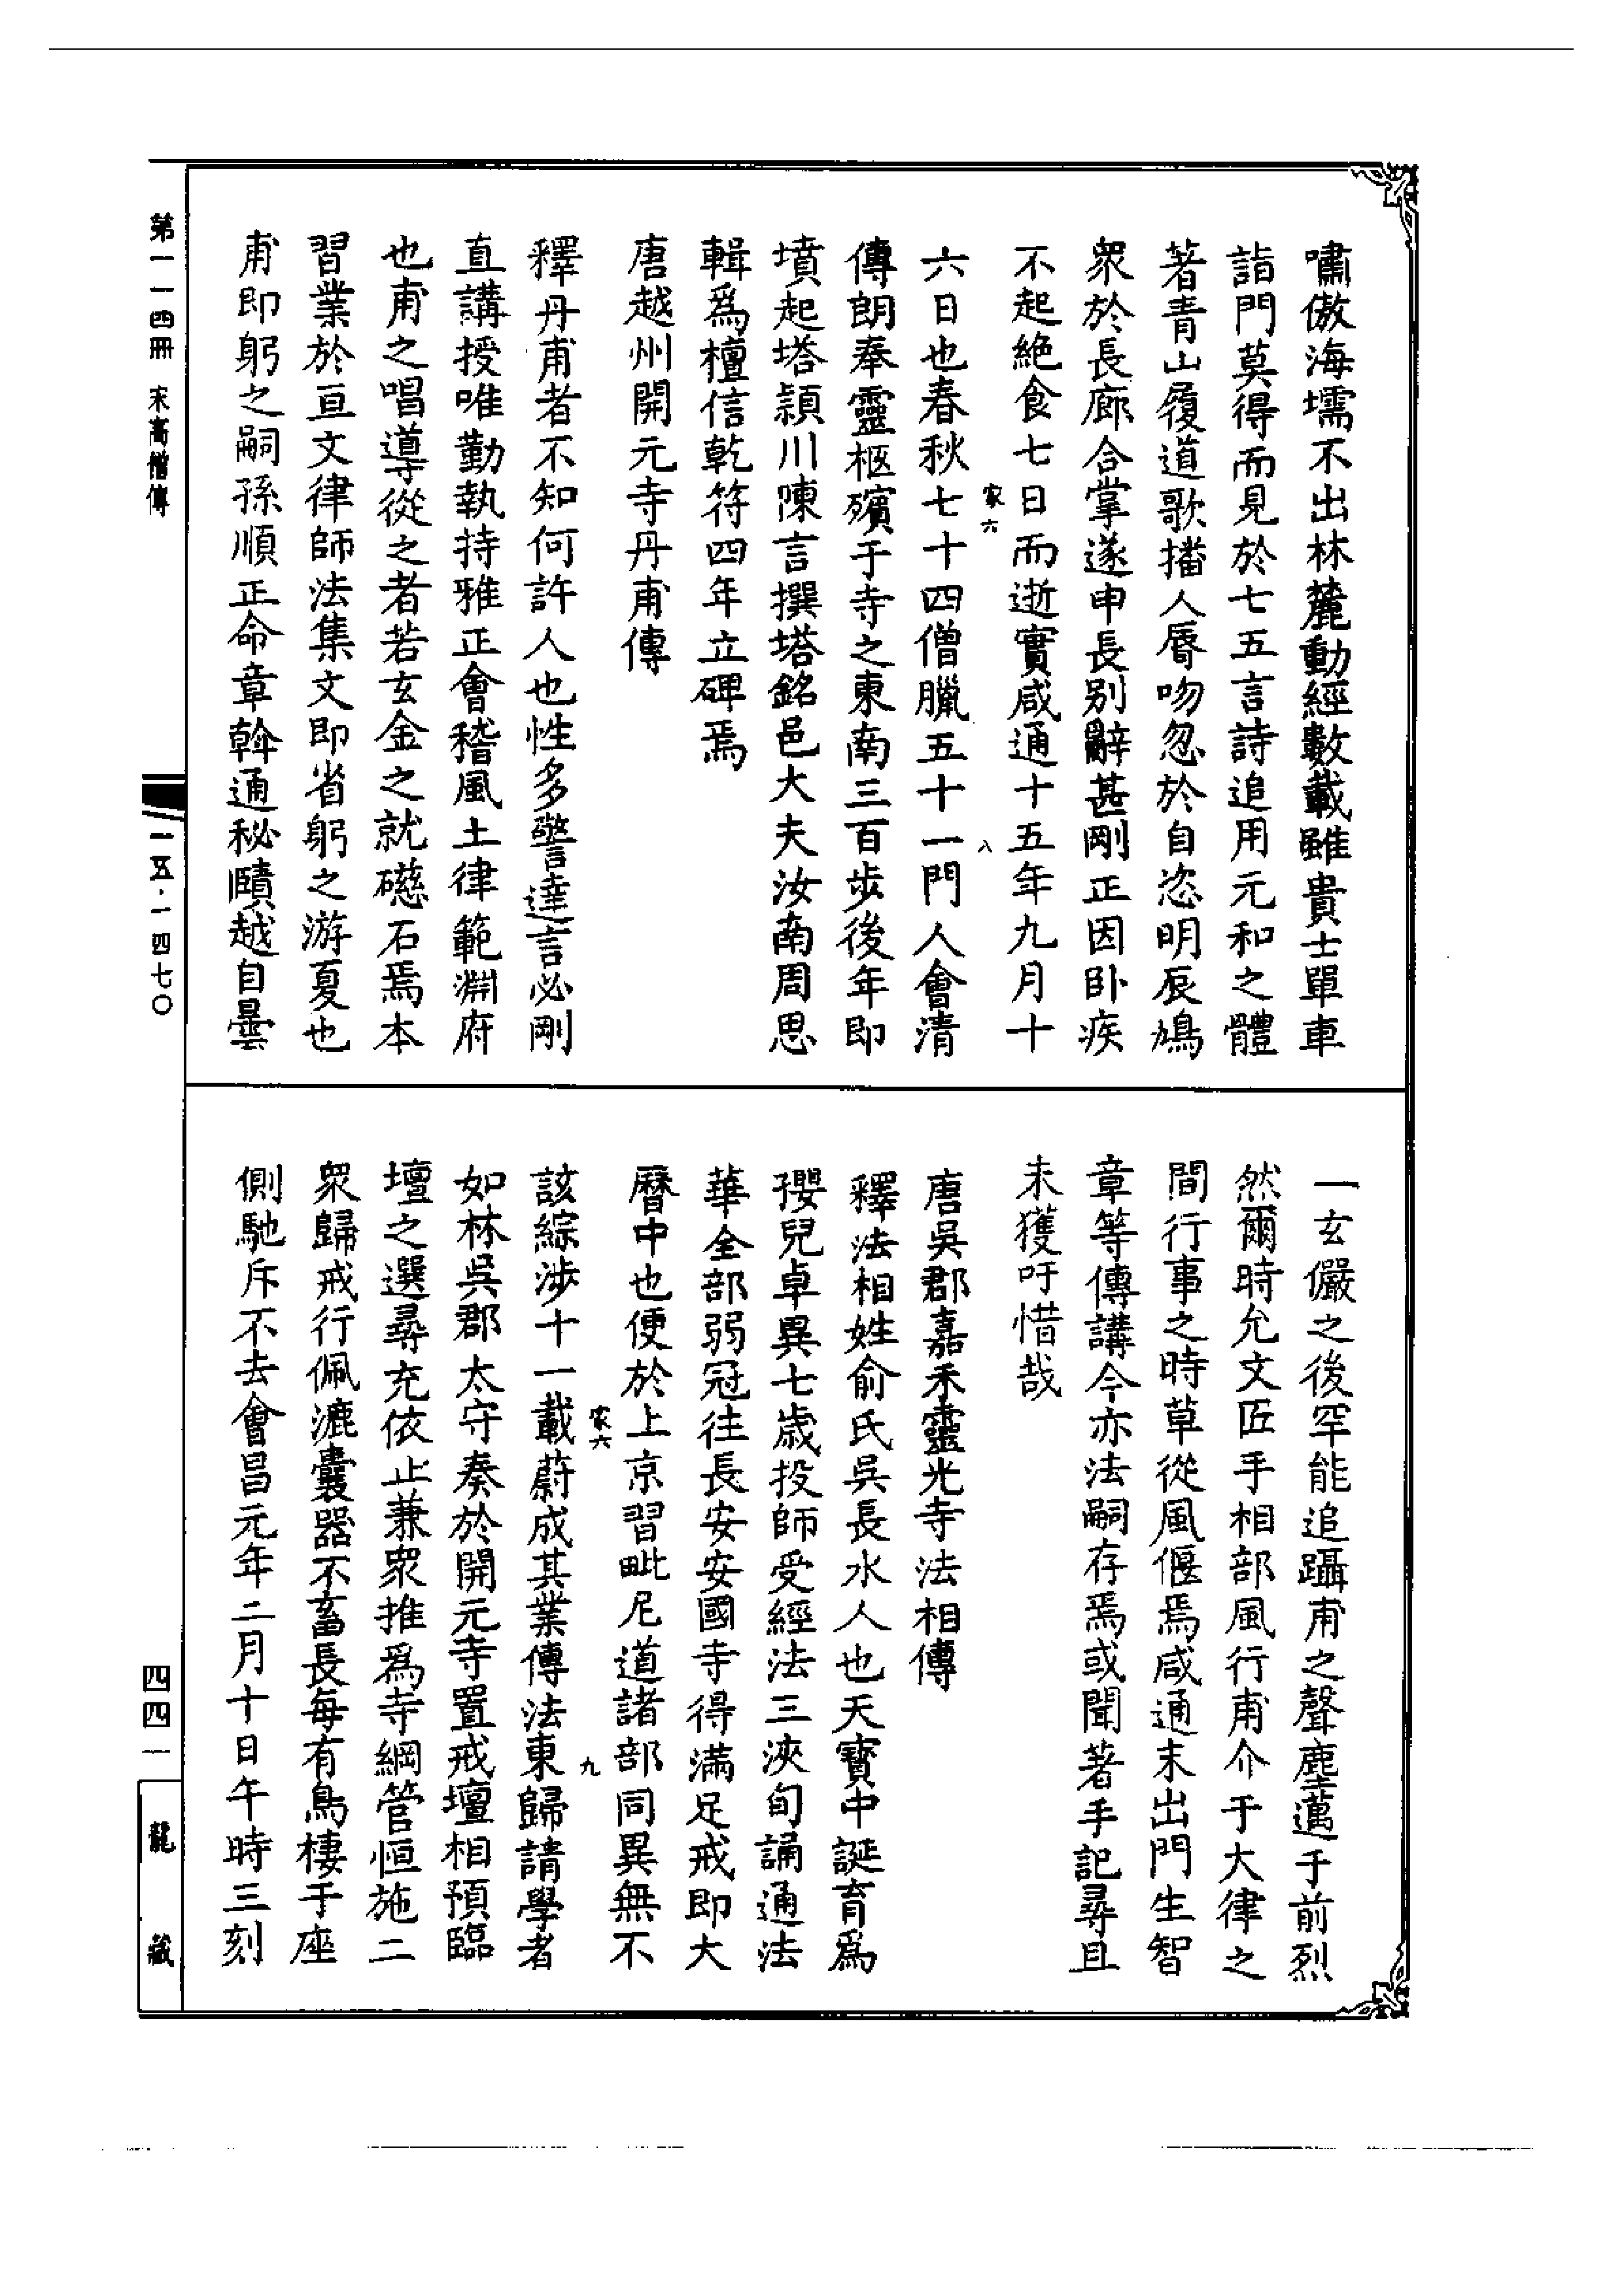 嘯傲海壖不出林麓動經數載雖貴士單車
詣門莫得而見於七五言詩追用元和之體
著青山履道歌播人脣吻忽於自恣明辰鳩
衆於長廊合掌遂申長別辭甚剛正因卧疾
不起絶食七日而逝實咸通十五年九月十
家六
八
六日也春秋七十四僧臘五十一門人會清
傳朗奉靈柩殯于寺之東南三百步後年即
墳起塔頴川陳言撰塔銘邑大夫汝南周思
輯爲檀信乾符四年立碑焉
唐越州開元寺丹甫傳
釋丹甫者不知何許人也性多警達言必剛
直講授唯勤執持雅正會稽風土律範淵府
也甫之唱導從之者若玄金之就礠石焉本
習業於亘文律師法集文即省躬之游夏也
甫即躬之嗣孫順正命章斡通秘賾越自曇
一玄儼之後罕能追躡甫之聲塵邁于前烈
然爾時允文匠手相部風行甫介于大律之
間行事之時草從風偃焉咸通末出門生智
章等傳講今亦法嗣存焉或聞著手記尋且
未獲吁惜哉
唐吳郡嘉禾靈光寺法相傳
釋法相姓俞氏吳長水人也天寶中誕育爲
孾兒卓異七歲投師受經法三浹旬誦通法
華全部弱冠往長安安國寺得滿足戒即大
曆中也便於上京習毗尼道諸部同異無不
家六
九
該綜涉十一載蔚成其業傳法東歸請學者
如林吳郡太守奏於開元寺置戒壇相預臨
壇之選尋充依止兼衆推爲寺綱管恒施二
衆歸戒行佩漉囊器不畜長每有鳥棲于座
側馳斥不去會昌元年二月十日午時三刻
第一一四冊 宋高僧傳
一五·一四七〇
四四一
龍藏